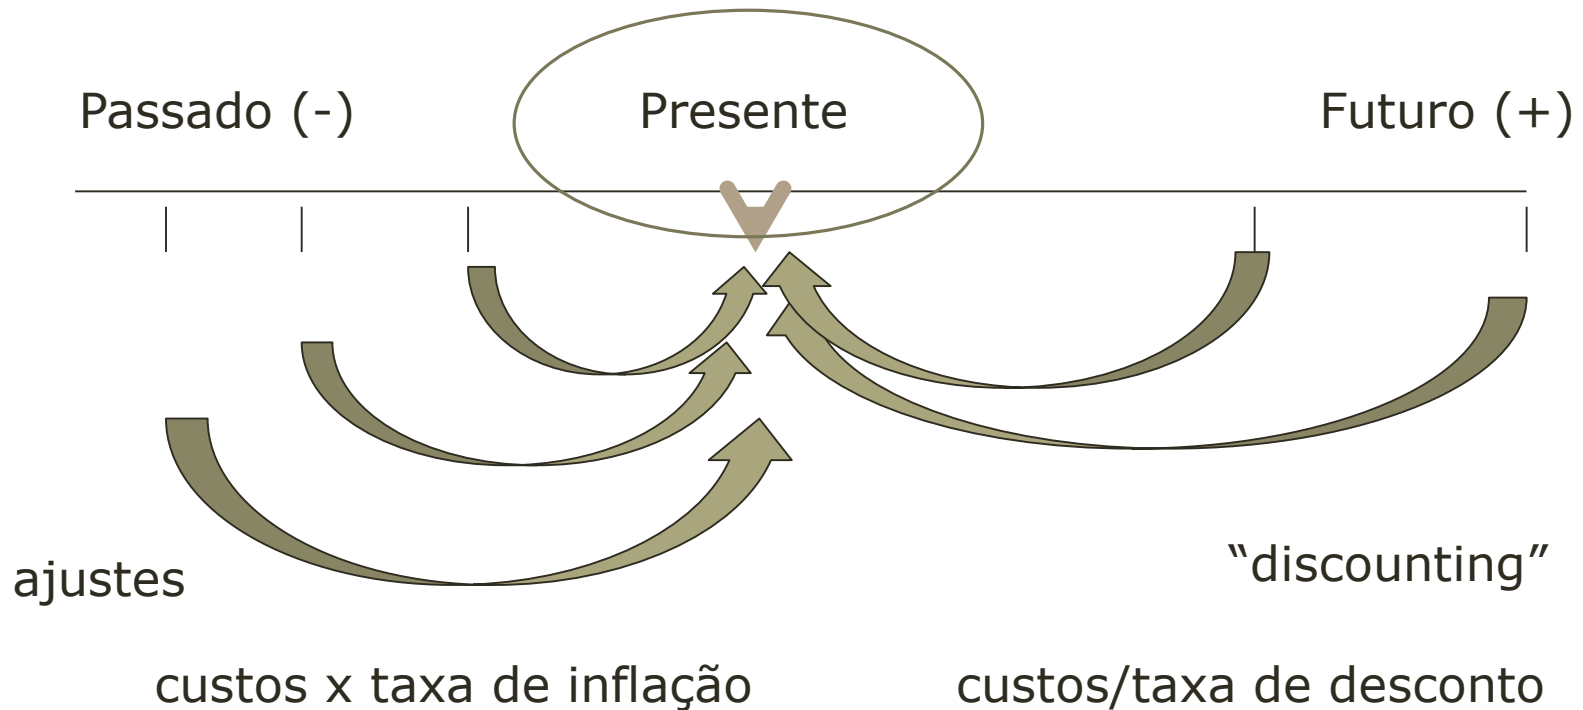 Passado (-) Presente Futuro (+)
ajustes
“discounting”
custos x taxa de inflação
custos/taxa de desconto